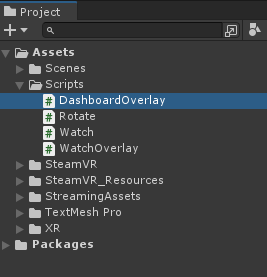 Project
Assets
Scenes
Scripts
DashboardOverlay
Rotate
Watch
WatchOverlay
SteamVR
SteamVR_Resources
StreamingAssets
TextMesh Pro
XR
Packages